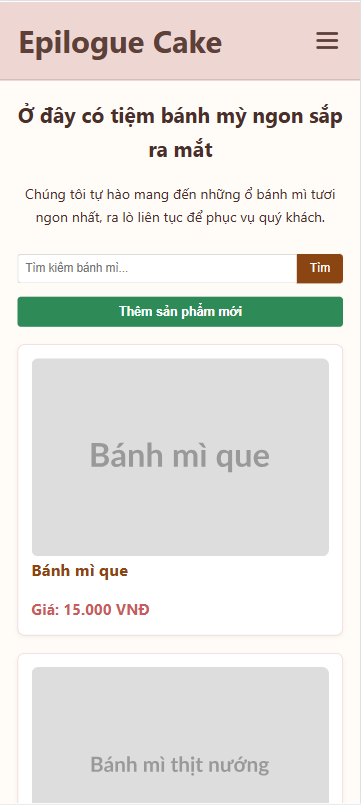 Epilogue Cake
Ở đây có tiệm bánh mỳ ngon sắp
ra mắt
Chúng tôi tự hào mang đến những ổ bánh mì tươi
ngon nhất, ra lò liên tục để phục vụ quý khách.
Tìm kiếm bánh mì...
Tìm
Thêm sản phẩm mới
Bánh mì que
Bánh mì que
Giá: 15.000 VNĐ
Bánh mì thịt nướng